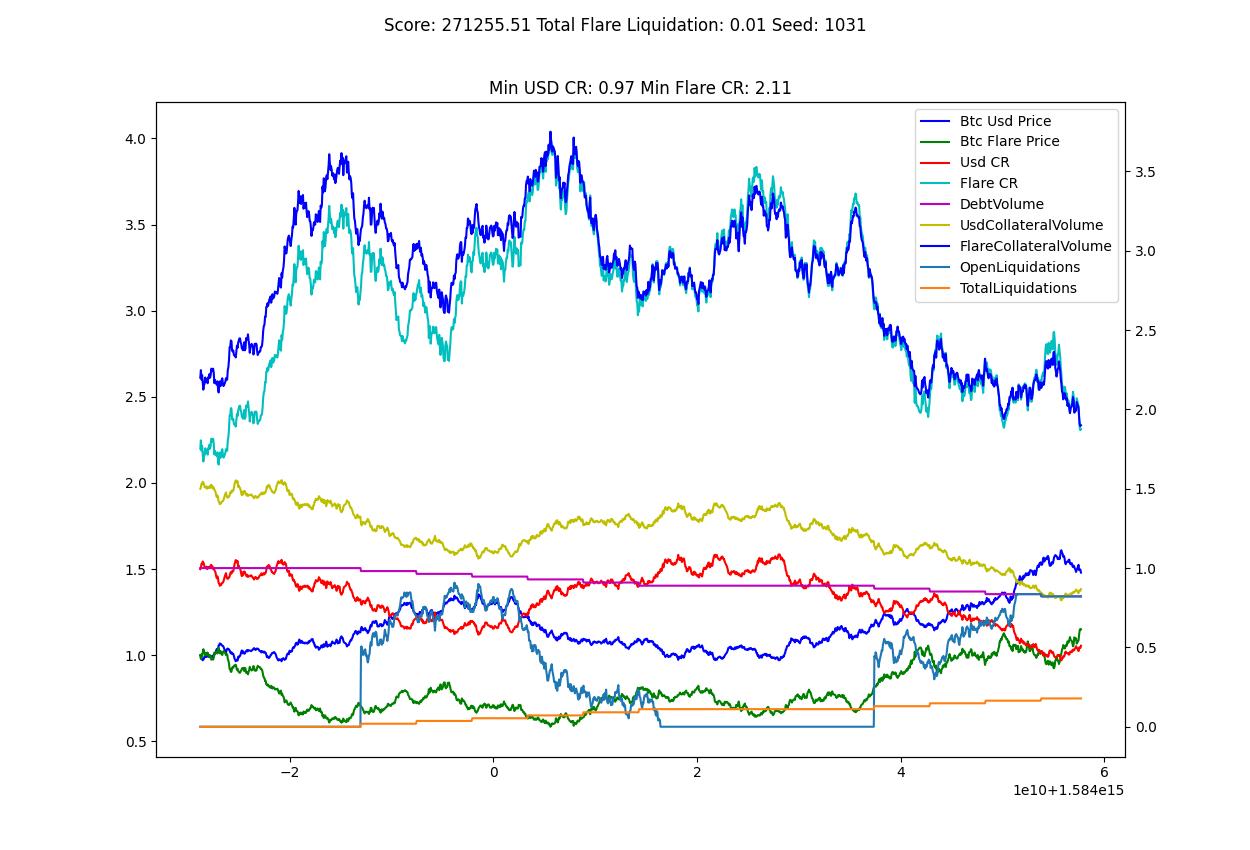 Score: 271255.51 Total Flare Liquidation: 0.01 Seed: 1031
Min USD CR: 0.97 Min Flare CR: 2.11
Btc Usd Price
Btc Flare Price
Usd CR
Flare CR
DebtVolume
UsdCollateralVolume
FlareCollateralVolume
OpenLiquidations
TotalLiquidations
4.0
3.5
3.0
2.5
2.0
1.5
1.0
0.5
3.5
3.0
2.5
2.0
1.5
1.0
0.5
0.0
−2 0 2 4 6
1e10+1.584e15